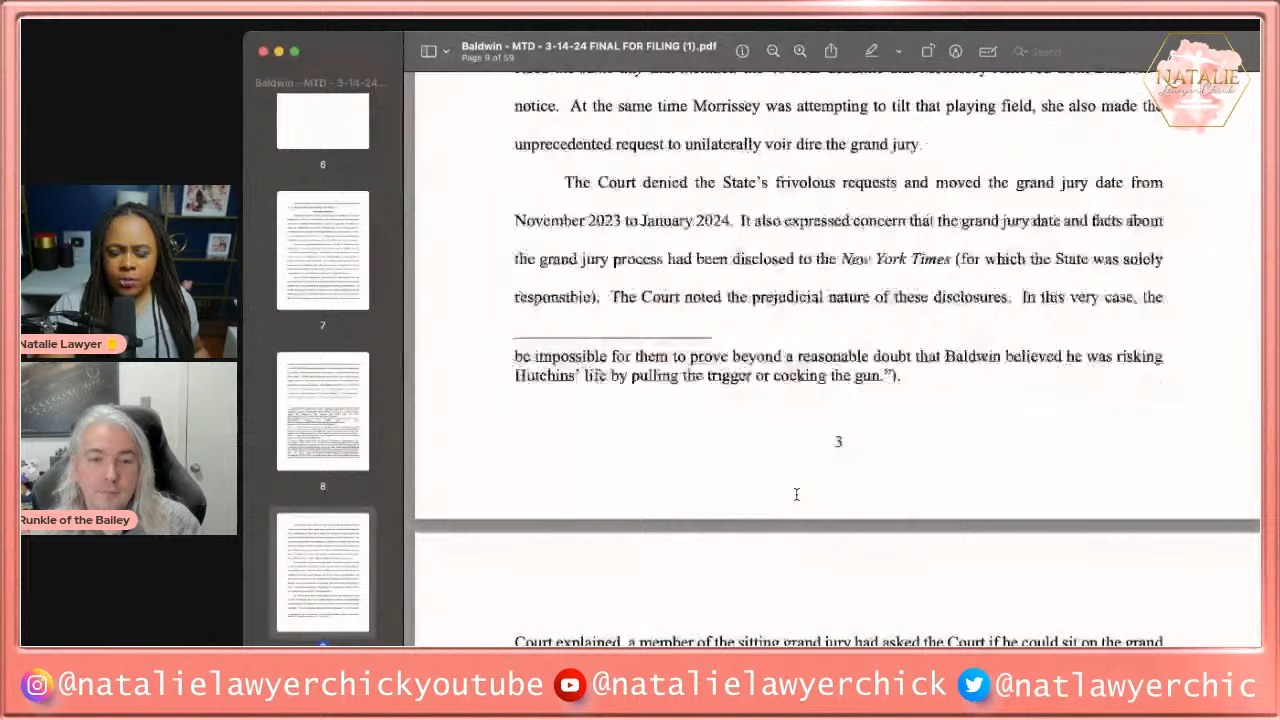 Baldwin - MTD - 3-14-24 FINAL FOR FILING (1).pdf
Page 9 of 59
Search
Baldwin - MTD - 3-14-24...
6
7
8
NATALIE
LawyerChick
Natalie Lawyer
Runkle of the Bailey
notice. At the same time Morrissey was attempting to tilt that playing field, she also made the
unprecedented request to unilaterally voir dire the grand jury.
The Court denied the State's frivolous requests and moved the grand jury date from
November 2023 to January 2024. It also expressed concern that the grand jury date and facts about
the grand jury process had been disclosed to the New York Times (for which the State was solely
responsible). The Court noted the prejudicial nature of these disclosures. In this very case, the
be impossible for them to prove beyond a reasonable doubt that Baldwin believed he was risking
Hutchins' life by pulling the trigger or cocking the gun.").
3
Court explained, a member of the sitting grand jury had asked the Court if he could sit on the grand
@natalielawyerchickyoutube
@natalielawyerchick
@natlawyerchic